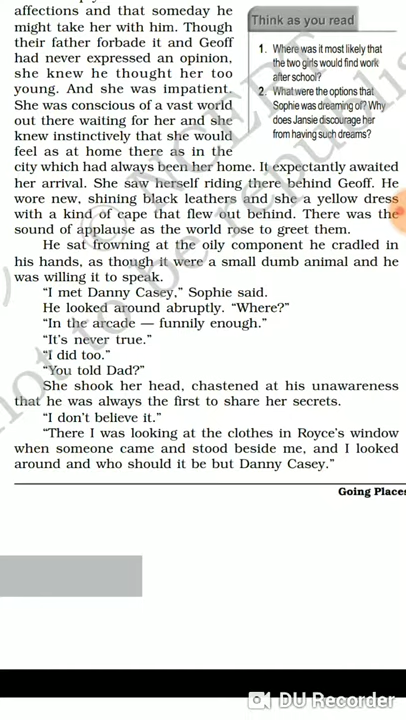 affections and that someday he
might take her with him. Though
their father forbade it and Geoff
had never expressed an opinion,
she knew he thought her too
young. And she was impatient.
She was conscious of a vast world
out there waiting for her and she
knew instinctively that she would
feel as at home there as in the
city which had always been her home. It expectantly awaited
her arrival. She saw herself riding there behind Geoff. He
wore new, shining black leathers and she a yellow dress
with a kind of cape that flew out behind. There was the
sound of applause as the world rose to greet them.
Think as you read
1. Where was it most likely that
the two girls would find work
after school?
2. What were the options that
Sophie was dreaming of? Why
does Jansie discourage her
from having such dreams?
He sat frowning at the oily component he cradled in
his hands, as though it were a small dumb animal and he
was willing it to speak.
“I met Danny Casey,” Sophie said.
He looked around abruptly. “Where?”
“In the arcade — funnily enough.”
“It’s never true.”
“I did too.”
“You told Dad?”
She shook her head, chastened at his unawareness
that he was always the first to share her secrets.
“I don’t believe it.”
“There I was looking at the clothes in Royce’s window
when someone came and stood beside me, and I looked
around and who should it be but Danny Casey.”
Going Places
not to be republis
© NCERT
DU Recorder